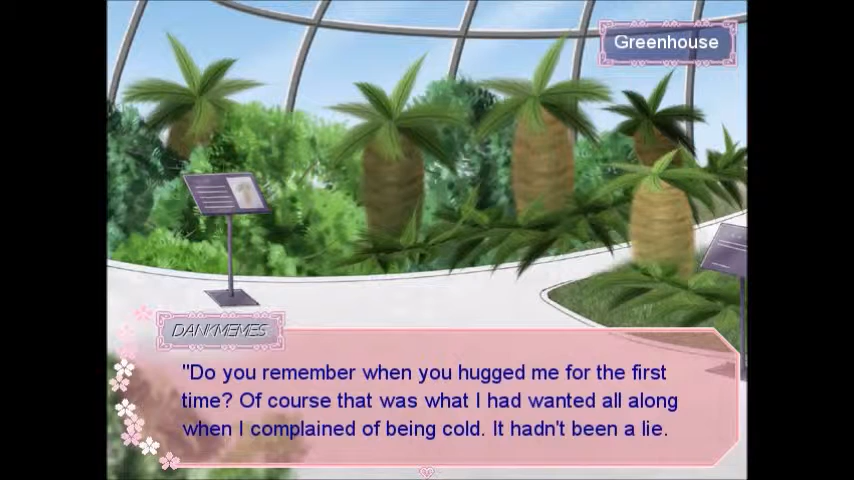 Greenhouse
DANKMEMES
"Do you remember when you hugged me for the first
time? Of course that was what I had wanted all along
when I complained of being cold. It hadn't been a lie.